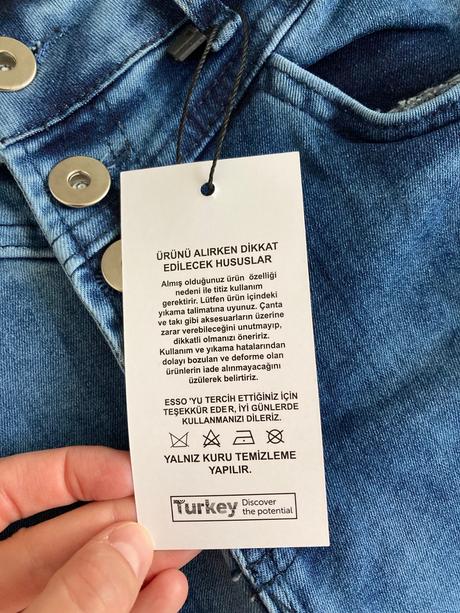 ÜRÜNÜ ALIRKEN DİKKAT
EDİLECEK HUSUSLAR
Almış olduğunuz ürün özelliği
nedeni ile titiz kullanım
gerektirir. Lütfen ürün içindeki
yıkama talimatına uyunuz. Çanta
ve takı gibi aksesuarların üzerine
zarar verebileceğini unutmayıp,
dikkatli olmanızı öneririz.
Kullanım ve yıkama hatalarından
dolayı bozulan ve deforme olan
ürünlerin iade alınmayacağını
üzülerek belirtiriz.
ESSO 'YU TERCİH ETTİĞİNİZ İÇİN
TEŞEKKÜR EDER, İYİ GÜNLERDE
KULLANMANIZI DİLERİZ.
YALNIZ KURU TEMİZLEME
YAPILIR.
Turkey Discover
the potential